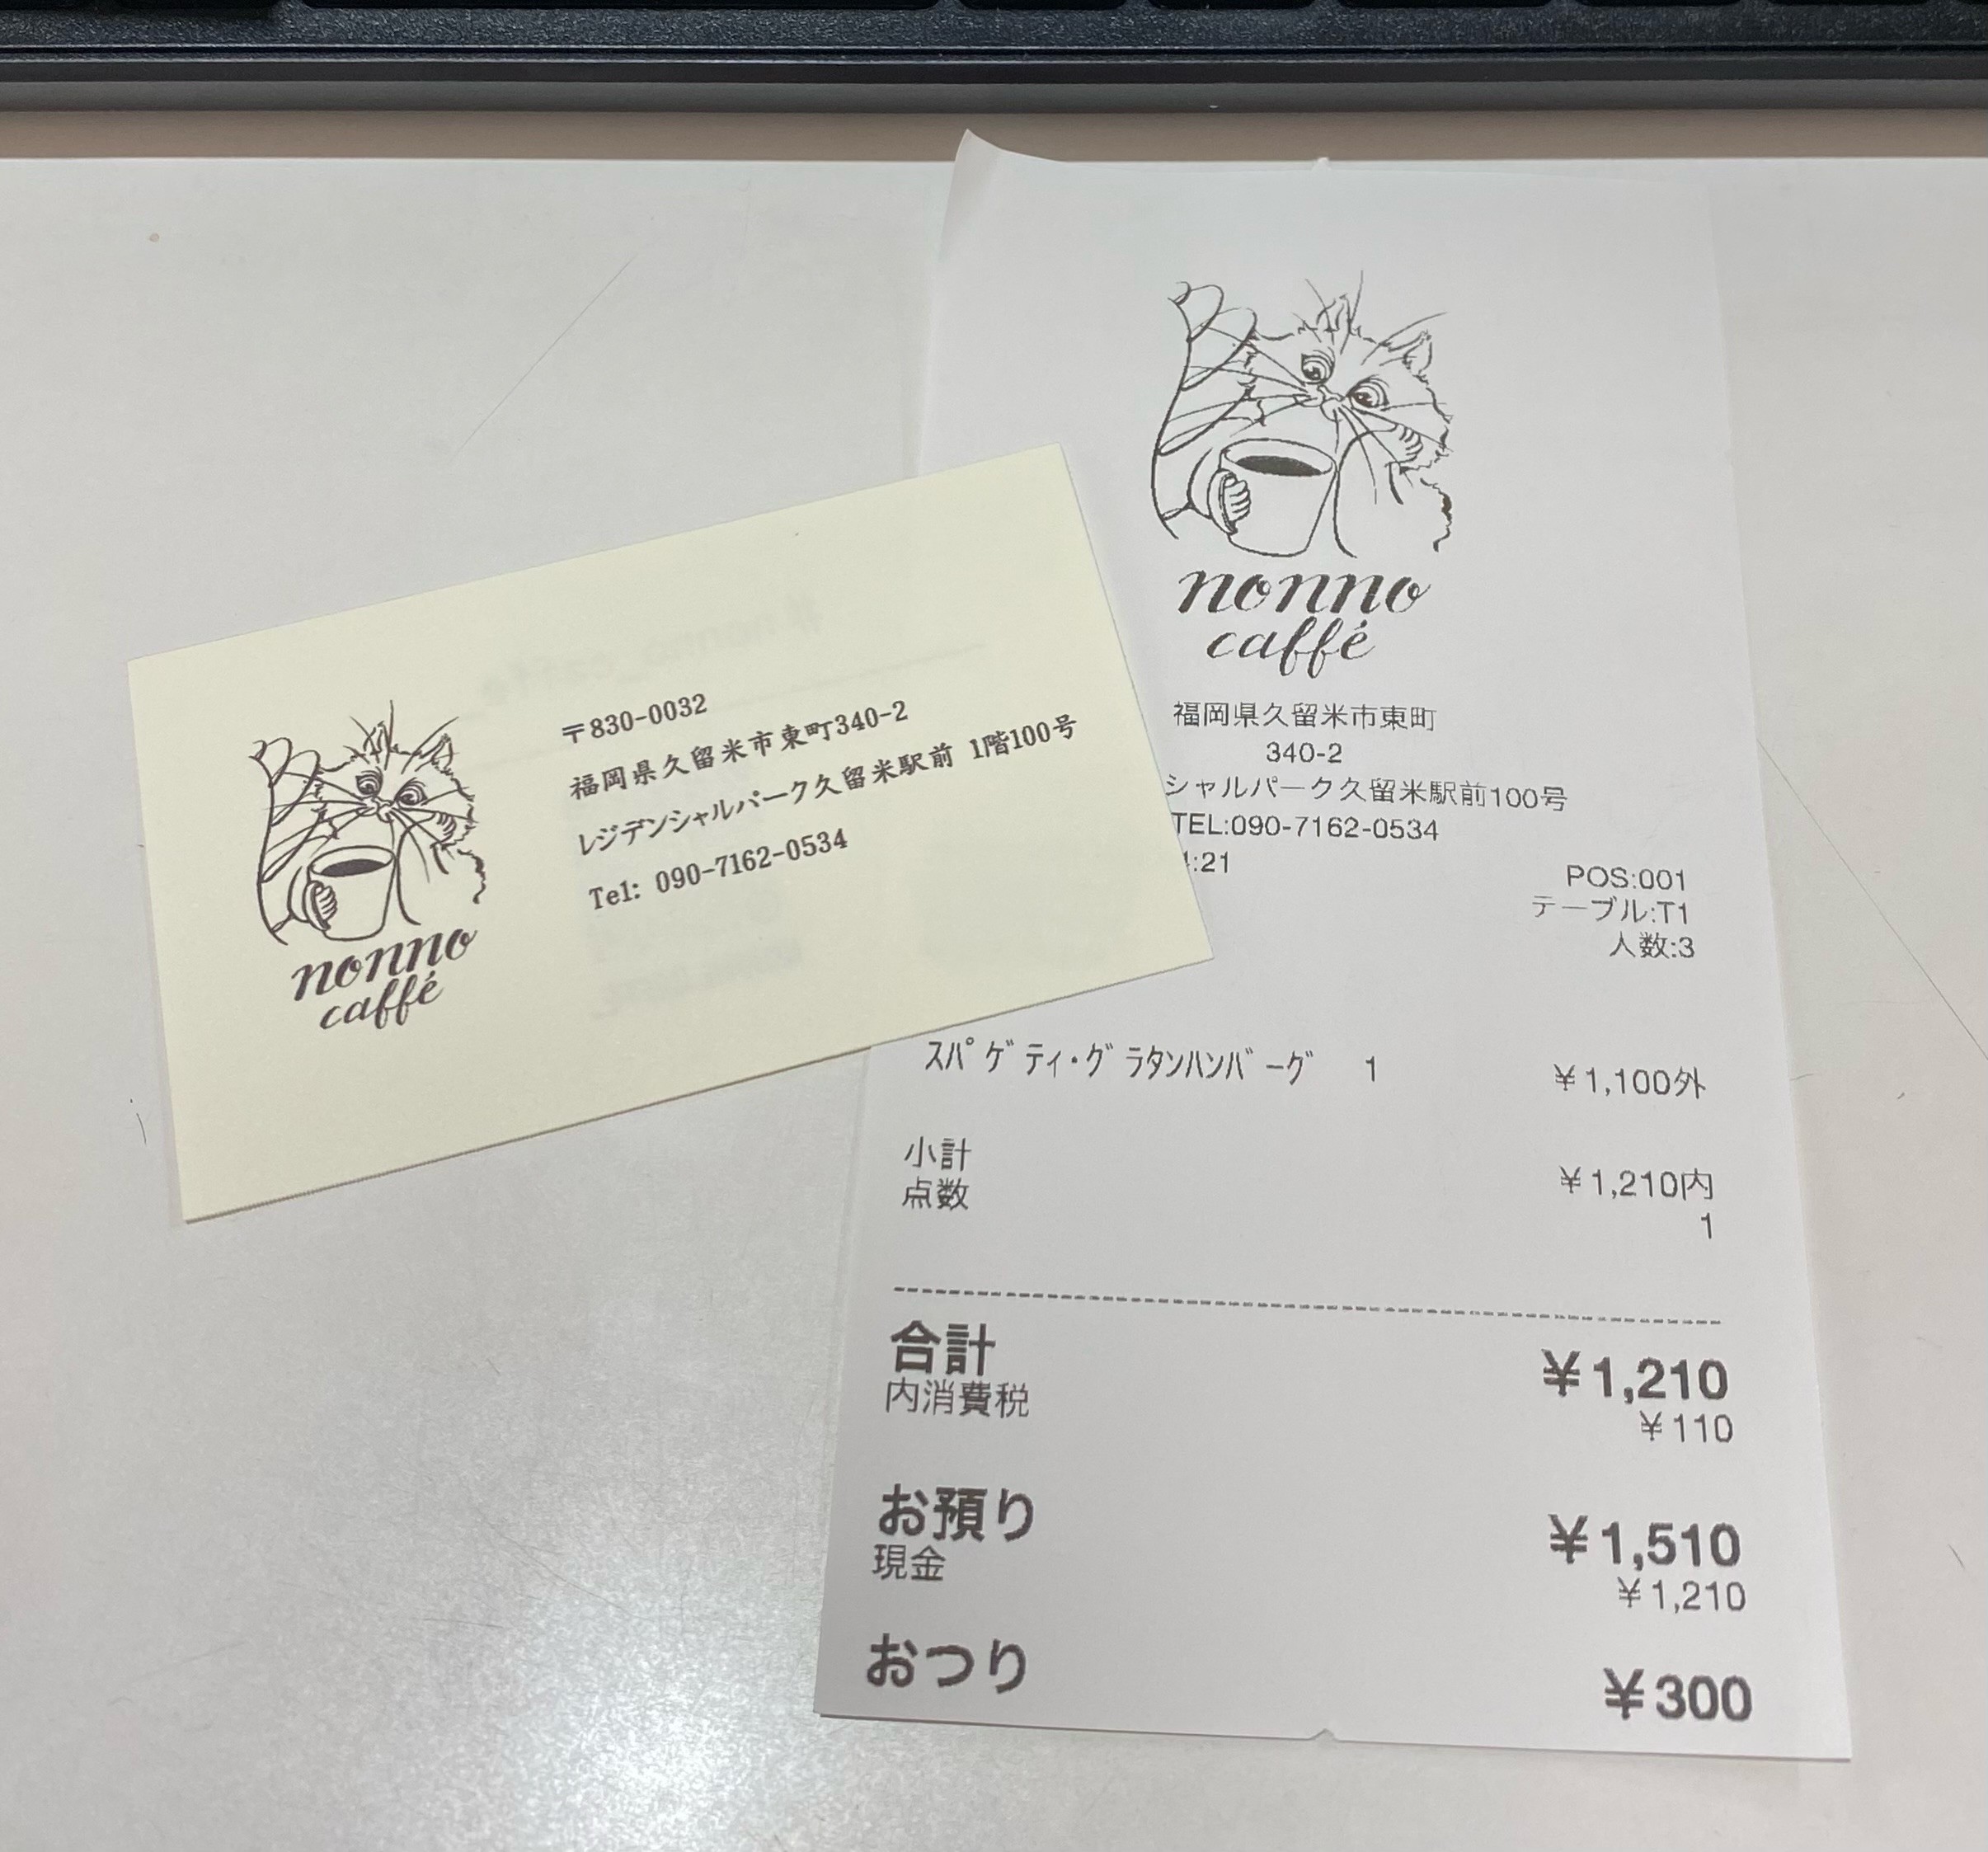 nonno
caffé
〒830-0032
福岡県久留米市東町340-2
レジデンシャルパーク久留米駅前 1階100号
Tel: 090-7162-0534
nonno
caffé
福岡県久留米市東町
340-2
シャルパーク久留米駅前100号
TEL:090-7162-0534
:21
POS:001
テーブル:T1
人数:3
ｽﾊﾟｹﾞﾃｨ･ｸﾞﾗﾀﾝﾊﾝﾊﾞｰｸﾞ 1 ¥1,100外
小計 ¥1,210内
点数 1
合計 ¥1,210
内消費税 ¥110
お預り ¥1,510
現金 ¥1,210
おつり ¥300